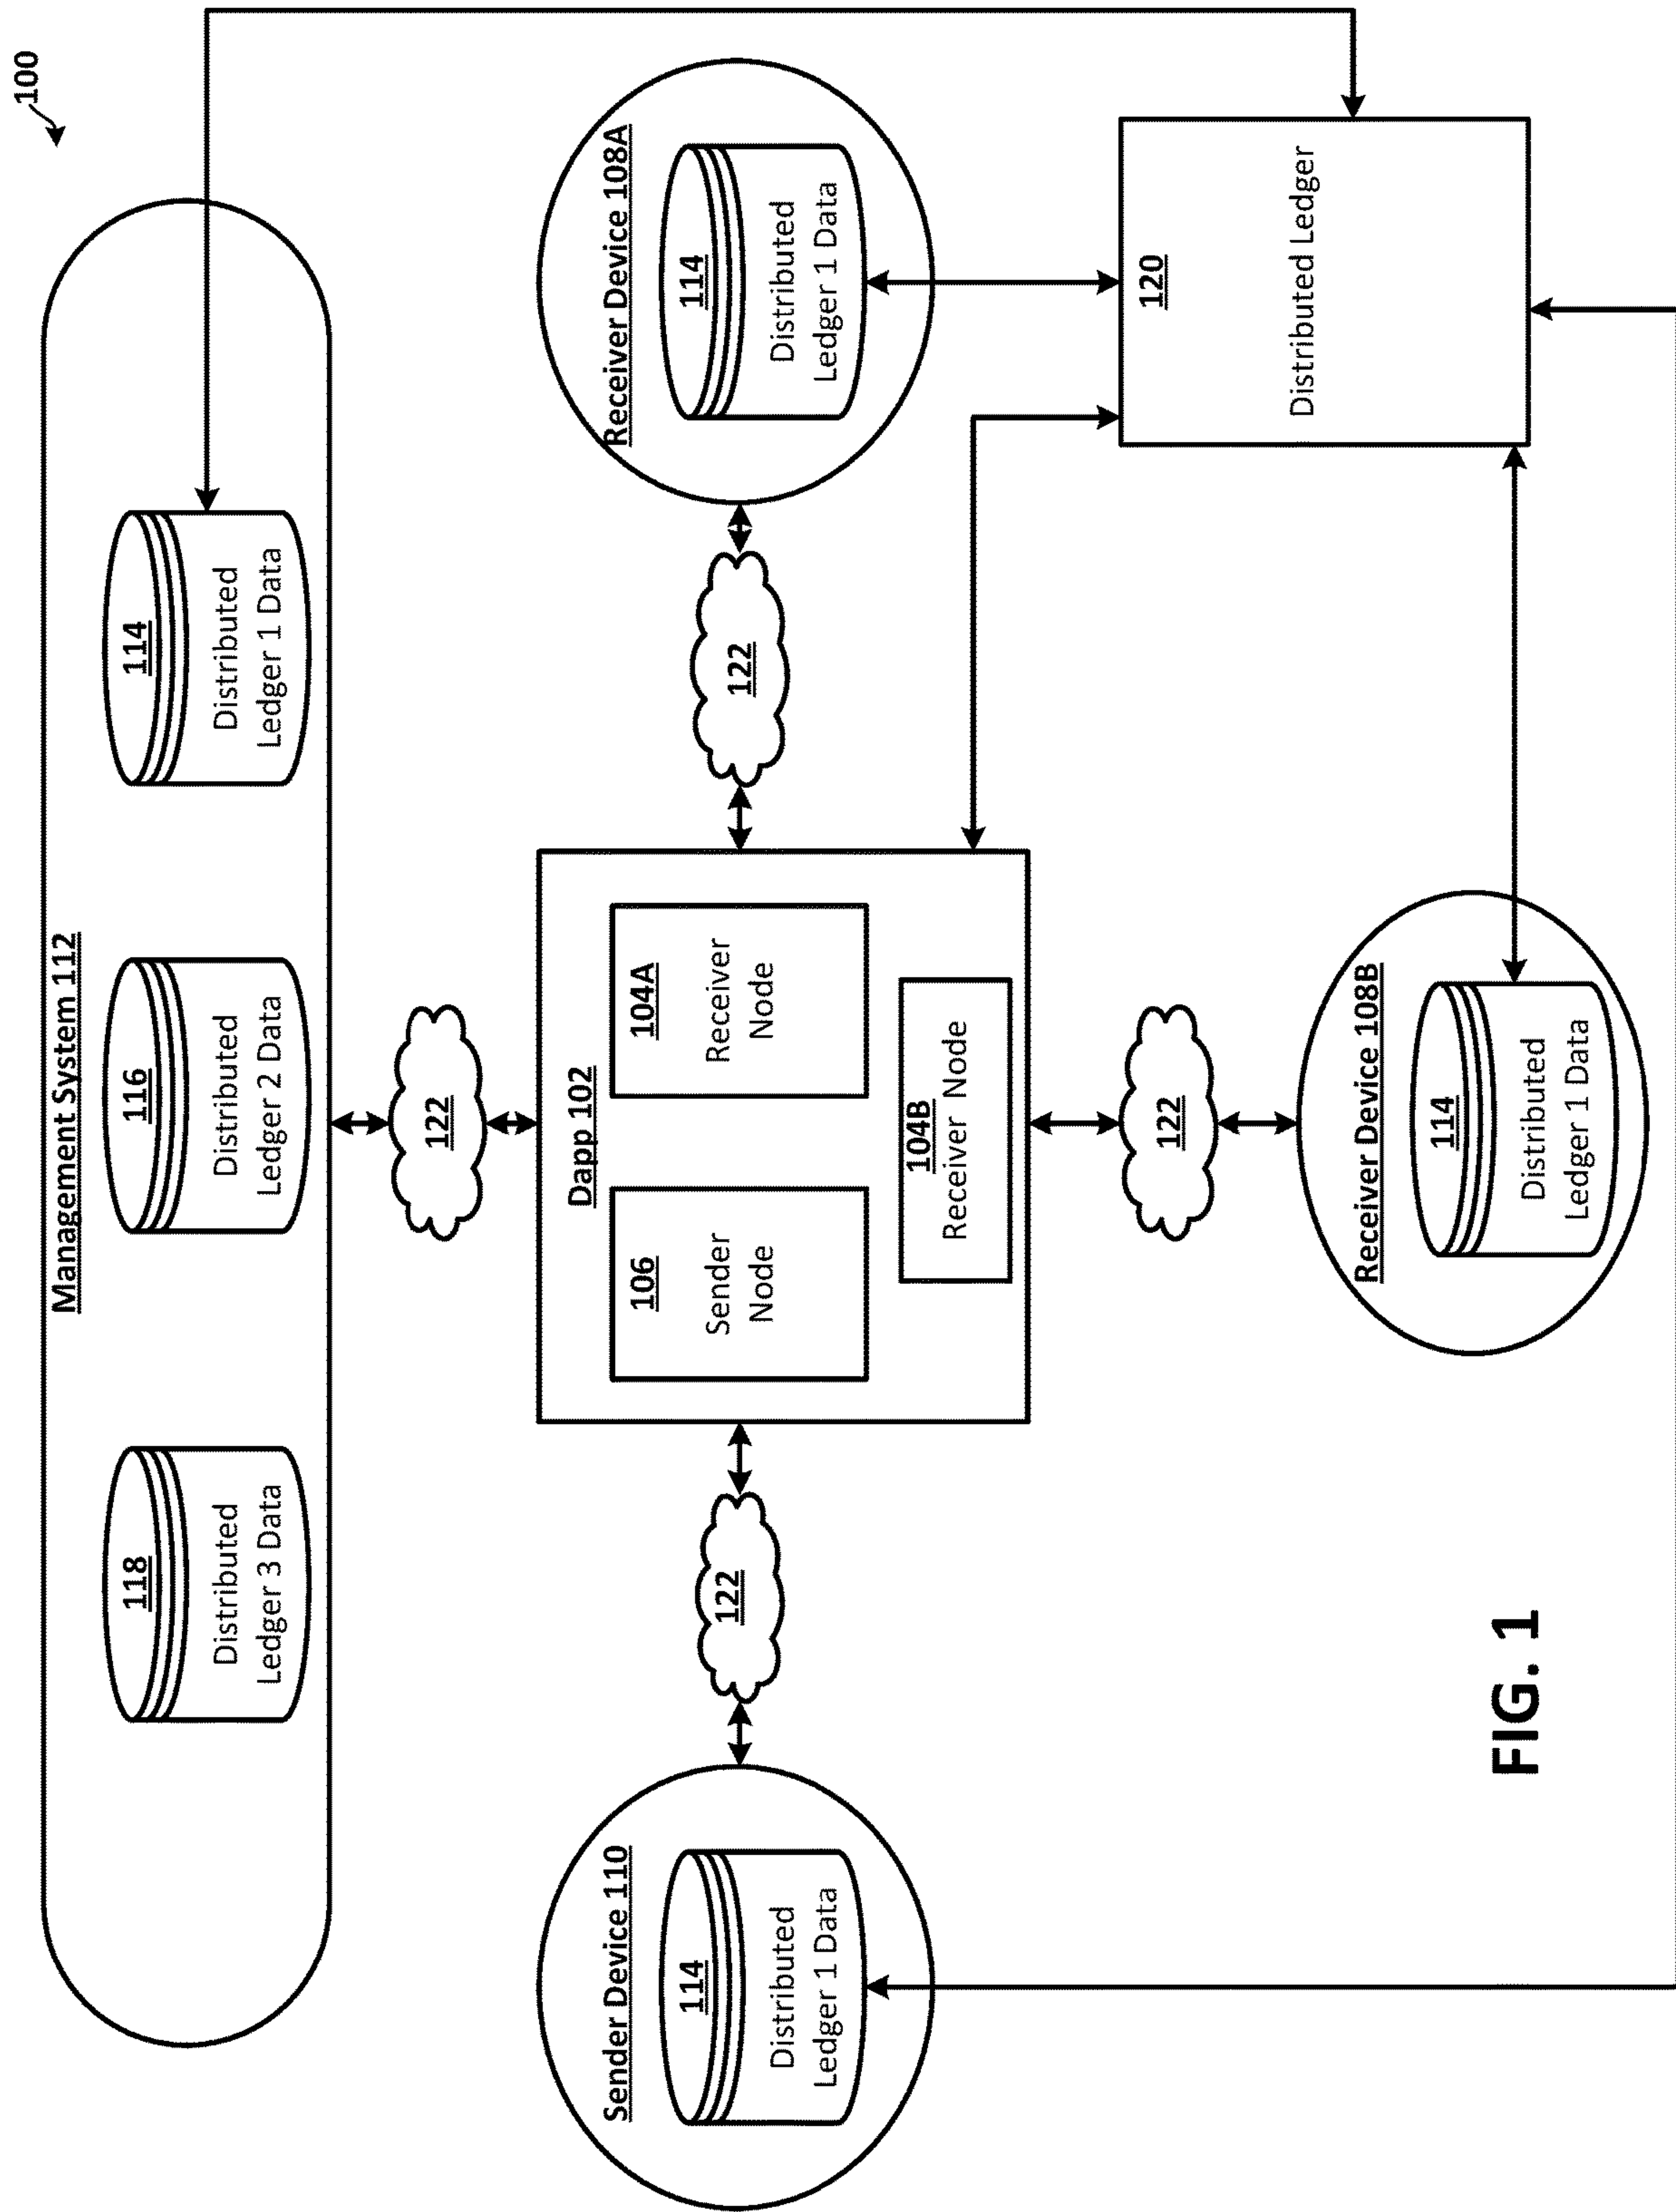 100
Management System 112
118
Distributed
Ledger 3 Data
116
Distributed
Ledger 2 Data
114
Distributed
Ledger 1 Data
122
Sender Device 110
114
Distributed
Ledger 1 Data
122
Dapp 102
106
Sender
Node
104A
Receiver
Node
104B
Receiver Node
122
Receiver Device 108A
114
Distributed
Ledger 1 Data
122
Receiver Device 108B
114
Distributed
Ledger 1 Data
120
Distributed Ledger
FIG. 1